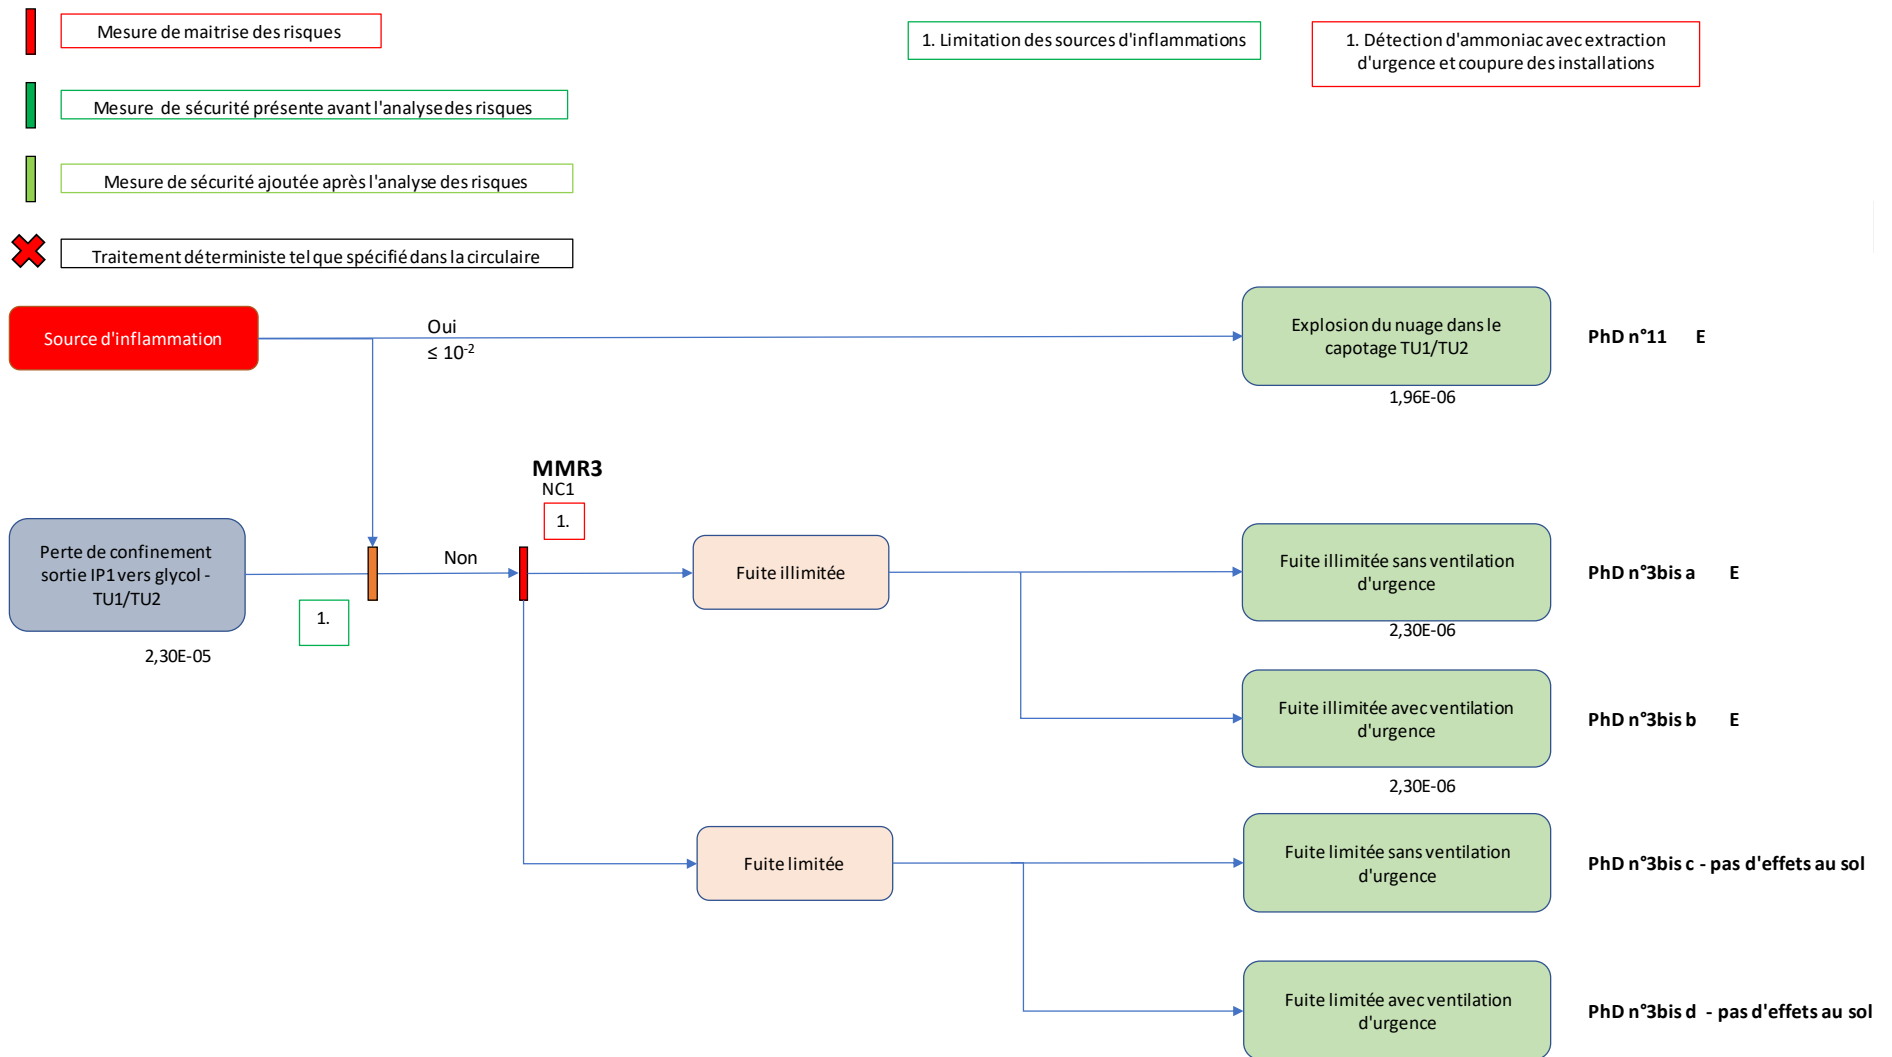 Mesure de maitrise des risques
1. Limitation des sources d'inflammations
1. Détection d'ammoniac avec extraction
d'urgence et coupure des installations
Mesure de sécurité présente avant l'analyse des risques
Mesure de sécurité ajoutée après l'analyse des risques
Traitement déterministe tel que spécifié dans la circulaire
Source d'inflammation
Oui
≤ 10-2
Explosion du nuage dans le
capotage TU1/TU2
PhD n°11 E
1,96E-06
MMR3
NC1
1.
Perte de confinement
sortie IP1 vers glycol -
TU1/TU2
Non
1.
2,30E-05
Fuite illimitée
Fuite illimitée sans ventilation
d'urgence
PhD n°3bis a E
2,30E-06
Fuite illimitée avec ventilation
d'urgence
PhD n°3bis b E
2,30E-06
Fuite limitée
Fuite limitée sans ventilation
d'urgence
PhD n°3bis c - pas d'effets au sol
Fuite limitée avec ventilation
d'urgence
PhD n°3bis d - pas d'effets au sol